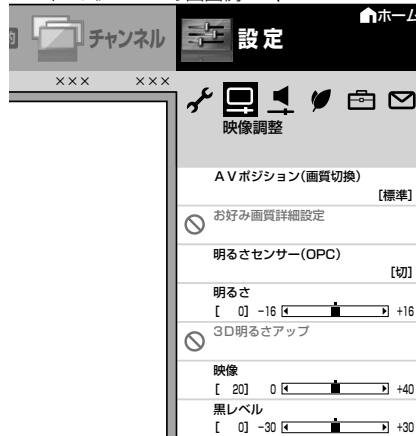 チャンネル
設定
ホーム
××× ×××
映像調整
AVポジション(画質切換)
[標準]
お好み画質詳細設定
明るさセンサー(OPC)
[切]
明るさ
[ 0] -16 +16
3D明るさアップ
映像
[ 20] 0 +40
黒レベル
[ 0] -30 +30